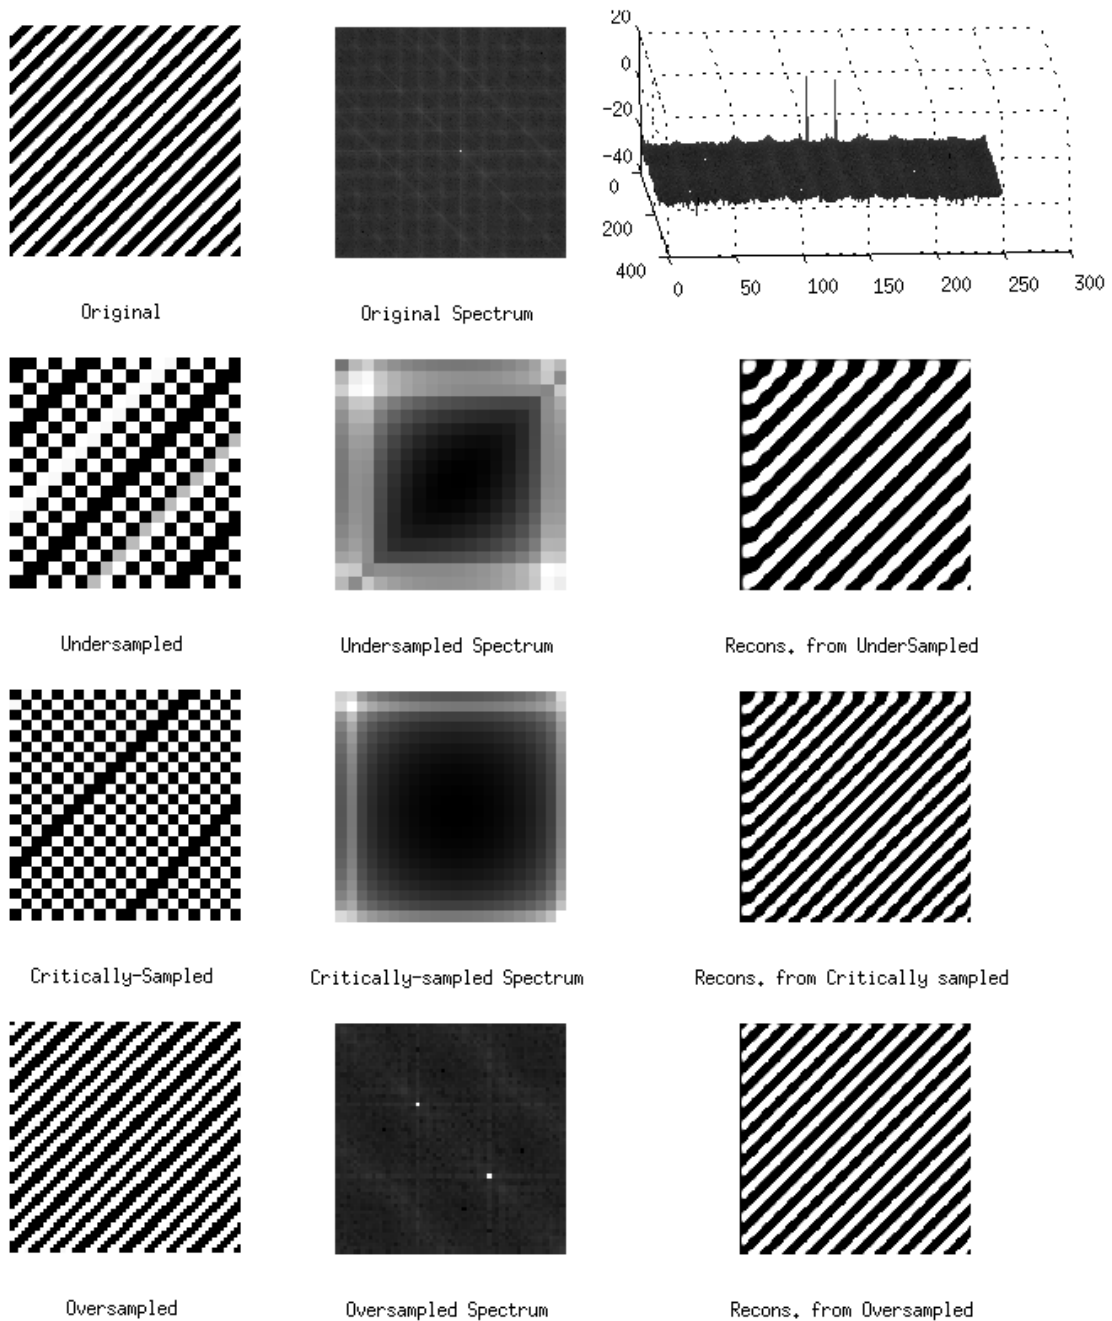 20
0
-20
-40
0
200
400
0 50 100 150 200 250 300
Original Original Spectrum
Undersampled Undersampled Spectrum Recons. from UnderSampled
Critically-Sampled Critically-sampled Spectrum Recons. from Critically sampled
Oversampled Oversampled Spectrum Recons. from Oversampled